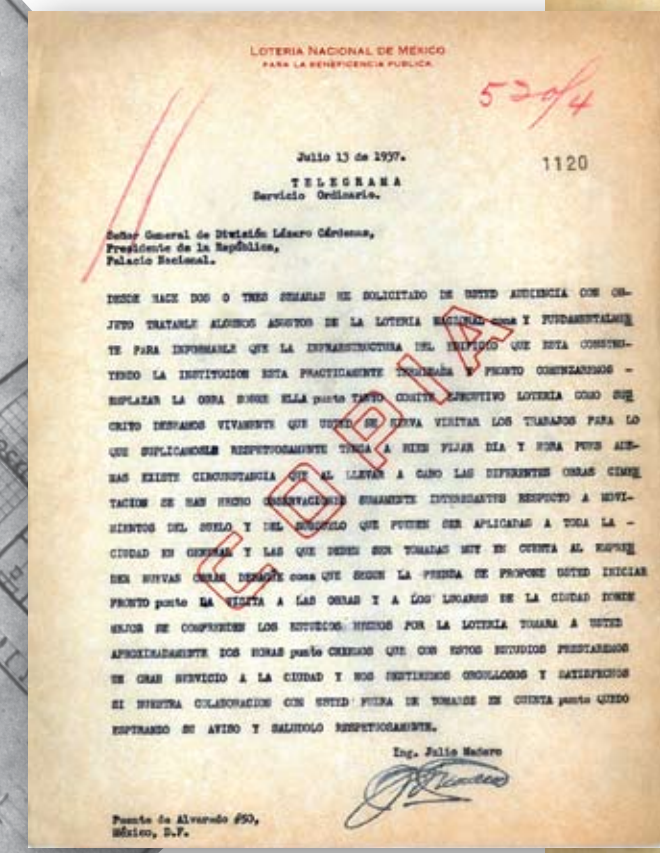 LOTERIA NACIONAL DE MEXICO
PARA LA BENEFICENCIA PUBLICA.
520/4
Julio 13 de 1937.
1120
TELEGRAMA
Servicio Ordinario.
Señor General de División Lázaro Cárdenas,
Presidente de la República,
Palacio Nacional.
DESDE HACE DOS O TRES SEMANAS HE SOLICITADO DE USTED AUDIENCIA CON OB-
JETO TRATARLE ALGUNOS ASUNTOS DE LA LOTERIA NACIONAL coma Y FUNDAMENTALMEN
TE PARA INFORMARLE QUE LA INFRAESTRUCTURA DEL EDIFICIO QUE ESTA CONSTRU-
YENDO LA INSTITUCION ESTA PRACTICAMENTE TERMINADA Y PRONTO COMENZAREMOS -
ESPLAZAR LA OBRA SOBRE ELLA punto TANTO COMITE EJECUTIVO LOTERIA COMO SUS
CRITO DESEAMOS VIVAMENTE QUE USTED SE SIRVA VISITAR LOS TRABAJOS PARA LO
QUE SUPLICAMOSLE RESPETUOSAMENTE TENGA A BIEN FIJAR DIA Y HORA PUES ADE-
MAS EXISTE CIRCUNSTANCIA QUE AL LLEVAR A CABO LAS DIFERENTES OBRAS CIMEN
TACION SE HAN HECHO OBSERVACIONES SUMAMENTE INTERESANTES RESPECTO A MOVI-
MIENTOS DEL SUELO Y DEL SUBSUELO QUE PUEDEN SER APLICADAS A TODA LA -
CIUDAD EN GENERAL Y LAS QUE DEBEN SER TOMADAS MUY EN CUENTA AL EMPREN
DER NUEVAS OBRAS DRENAJE coma QUE SEGUN LA PRENSA SE PROPONE USTED INICIAR
PRONTO punto LA VISITA A LAS OBRAS Y A LOS LUGARES DE LA CIUDAD DONDE
MEJOR SE COMPRENDEN LOS ESTUDIOS HECHOS POR LA LOTERIA TOMARA A USTED
APROXIMADAMENTE DOS HORAS punto CREEMOS QUE CON ESTOS ESTUDIOS PRESTAREMOS
UN GRAN SERVICIO A LA CIUDAD Y NOS SENTIREMOS ORGULLOSOS Y SATISFECHOS
SI NUESTRA COLABORACION CON USTED FUERA DE TOMARSE EN CUENTA punto QUEDO
ESPERANDO SU AVISO Y SALUDOLO RESPETUOSAMENTE.
COPIA
Ing. Julio Madero
Puente de Alvarado #50,
México, D.F.